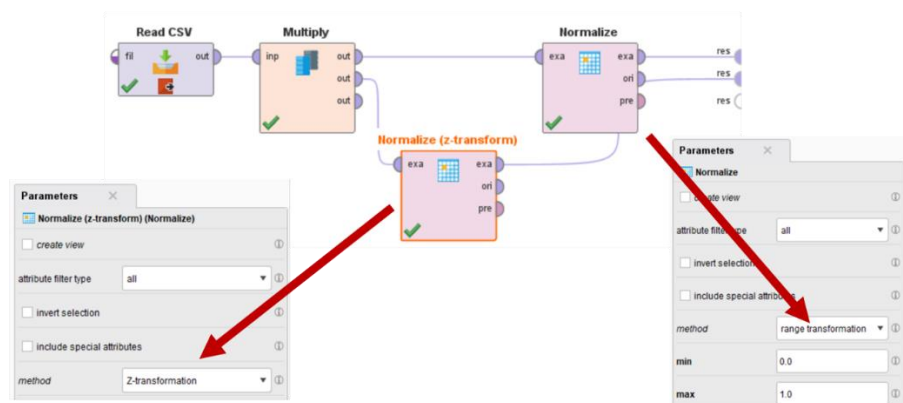 Read CSV
Multiply
Normalize
fil
out
inp
out
out
out
exa
exa
ori
pre
res
res
res
Normalize (z-transform)
exa
exa
ori
pre
Parameters
Normalize (z-transform) (Normalize)
create view
attribute filter type
all
invert selection
include special attributes
method
Z-transformation
Parameters
Normalize
create view
attribute filter type
all
invert selection
include special attributes
method
range transformation
min
0.0
max
1.0